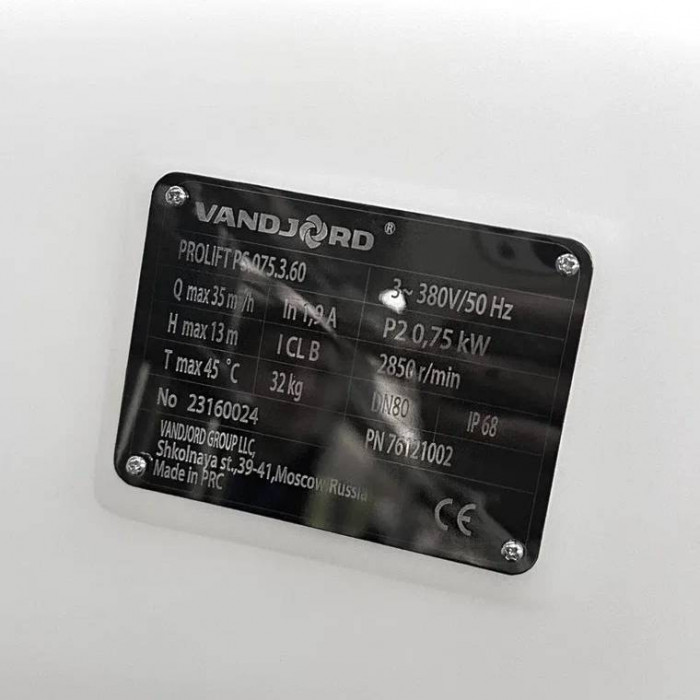 VANDJORD ®
PROLIFT PS.075.3.60
3~ 380V/50 Hz
Q max 35 m³/h In 1,9 A
P2 0,75 kW
H max 13 m I CL B
2850 r/min
T max 45 °C 32 kg
DN80 IP 68
No 23160024
PN 76121002
VANDJORD GROUP LLC,
Shkolnaya st.,39-41,Moscow Russia
Made in PRC
CE